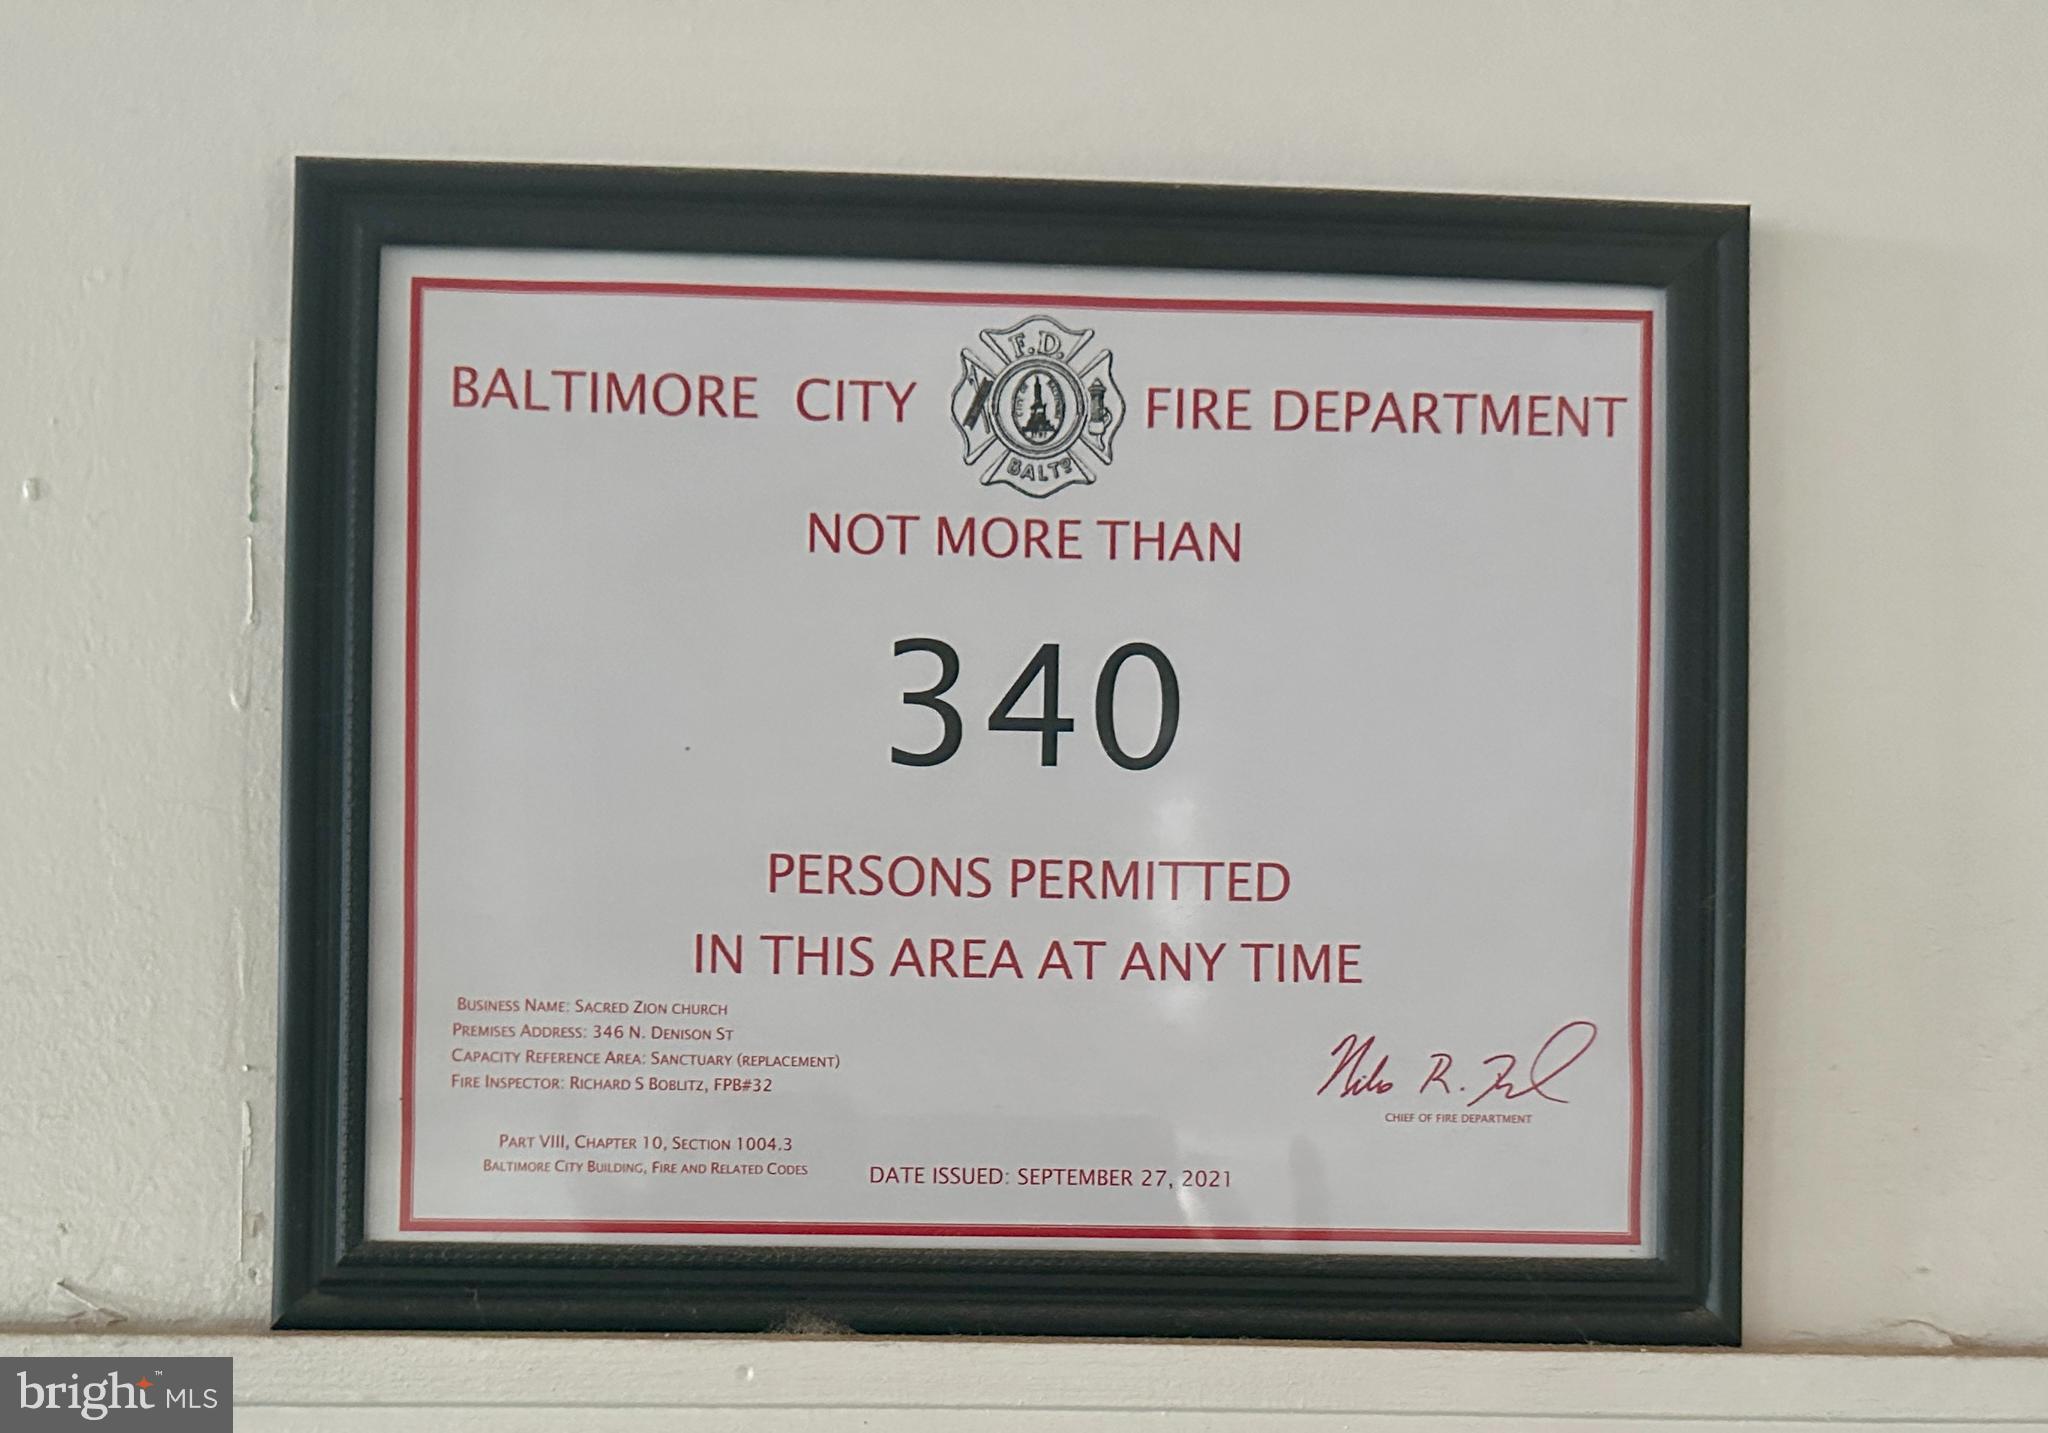 BALTIMORE CITY FIRE DEPARTMENT
F.D.
BALTO
NOT MORE THAN
340
PERSONS PERMITTED
IN THIS AREA AT ANY TIME
BUSINESS NAME: SACRED ZION CHURCH
PREMISES ADDRESS: 346 N. DENISON ST
CAPACITY REFERENCE AREA: SANCTUARY (REPLACEMENT)
FIRE INSPECTOR: RICHARD S BOBLITZ, FPB#32
CHIEF OF FIRE DEPARTMENT
PART VIII, CHAPTER 10, SECTION 1004.3
BALTIMORE CITY BUILDING, FIRE AND RELATED CODES
DATE ISSUED: SEPTEMBER 27, 2021
bright™ MLS